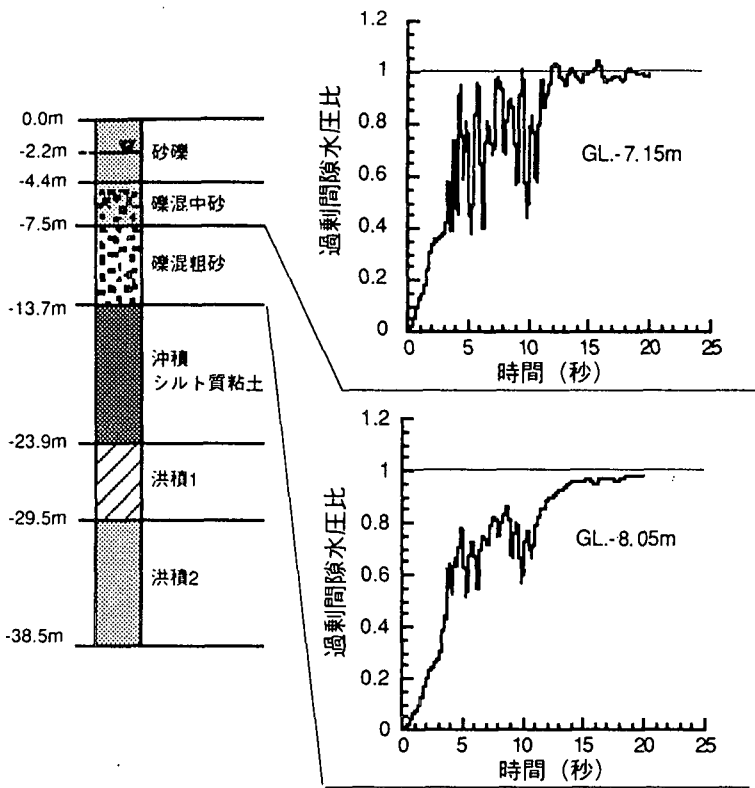 0.0m
-2.2m
-4.4m
-7.5m
-13.7m
-23.9m
-29.5m
-38.5m
砂礫
礫混中砂
礫混粗砂
沖積
シルト質粘土
洪積1
洪積2
1.2
1
0.8
0.6
0.4
0.2
0
過剰間隙水圧比
GL.-7.15m
0 5 10 15 20 25
時間 (秒)
1.2
1
0.8
0.6
0.4
0.2
0
過剰間隙水圧比
GL.-8.05m
0 5 10 15 20 25
時間 (秒)